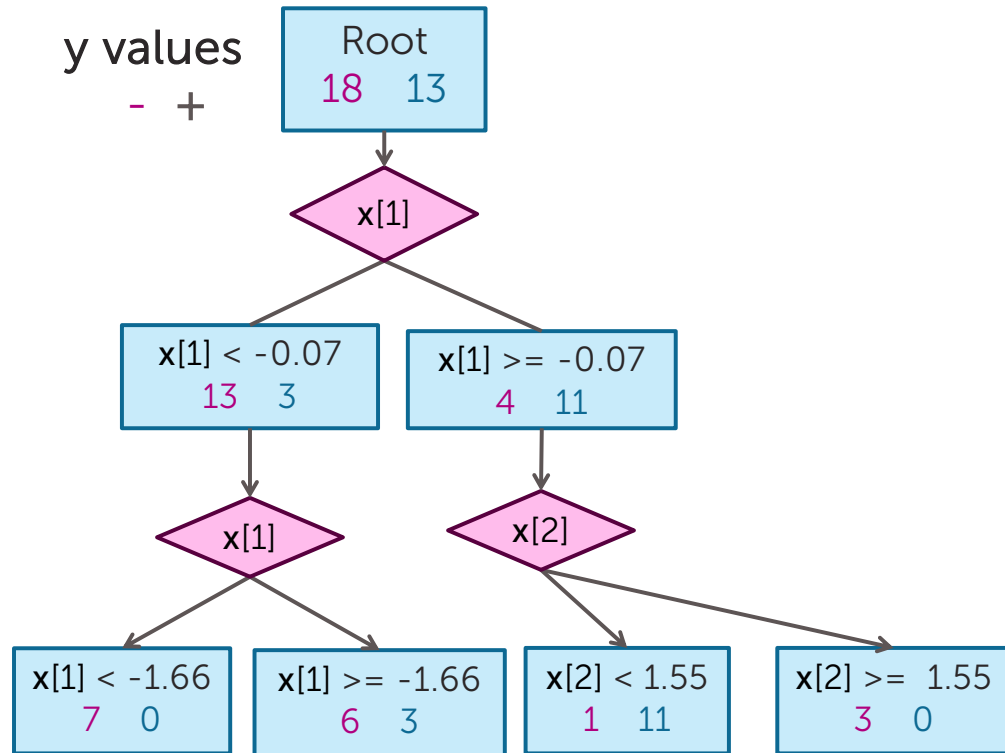 y values
- +
Root
18 13
x[1]
x[1] < -0.07
13 3
x[1] >= -0.07
4 11
x[1]
x[2]
x[1] < -1.66
7 0
x[1] >= -1.66
6 3
x[2] < 1.55
1 11
x[2] >= 1.55
3 0